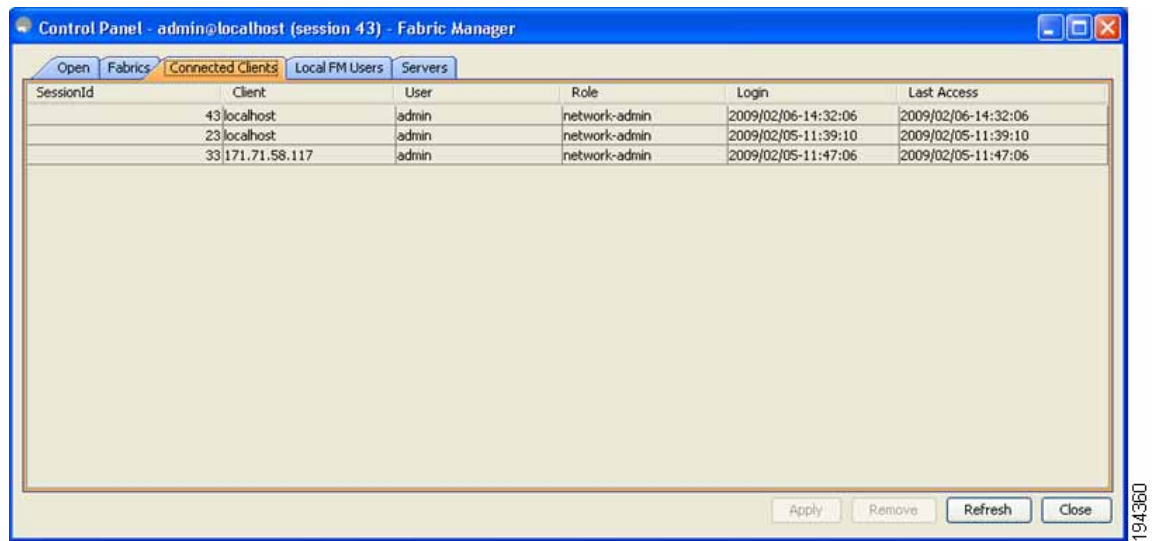 Control Panel - admin@localhost (session 43) - Fabric Manager
Open Fabrics Connected Clients Local FM Users Servers
SessionId Client User Role Login Last Access
43 localhost admin network-admin 2009/02/06-14:32:06 2009/02/06-14:32:06
23 localhost admin network-admin 2009/02/05-11:39:10 2009/02/05-11:39:10
33 171.71.58.117 admin network-admin 2009/02/05-11:47:06 2009/02/05-11:47:06
Apply Remove Refresh Close
194360